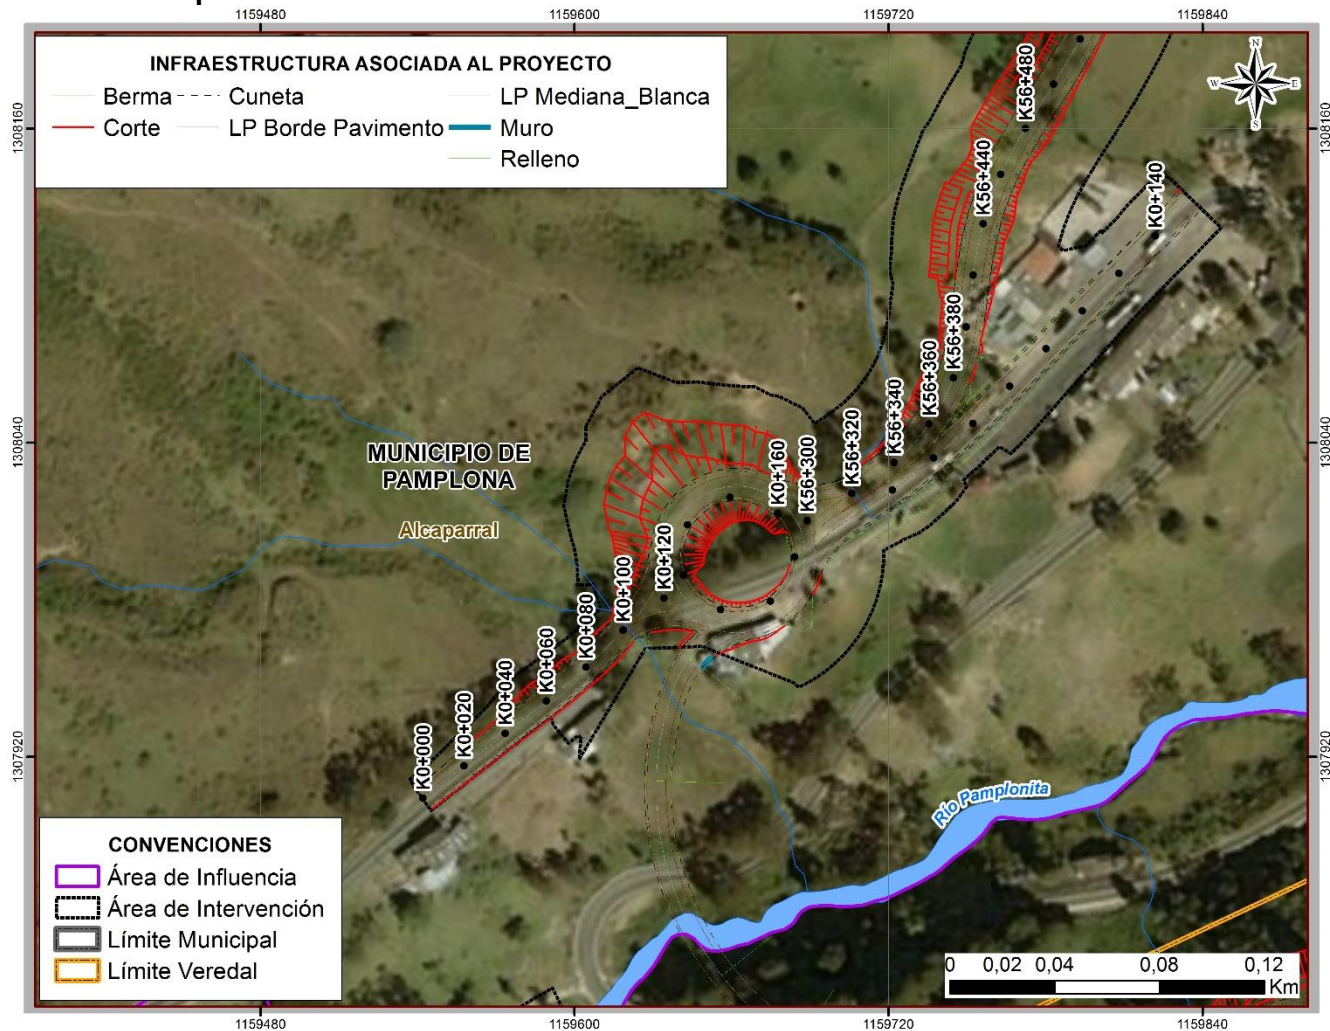 1159480
1159600
1159720
1159840
INFRAESTRUCTURA ASOCIADA AL PROYECTO
Berma
Cuneta
LP Mediana_Blanca
Corte
LP Borde Pavimento
Muro
Relleno
N
W
E
S
1308160
1308160
K56+480
K56+440
K0+140
K56+380
K56+360
K56+340
K56+320
K56+300
K0+160
K0+120
K0+100
K0+080
K0+060
K0+040
K0+020
K0+000
1308040
1308040
MUNICIPIO DE
PAMPLONA
Alcaparral
1307920
1307920
Río Pamplonita
CONVENCIONES
Área de Influencia
Área de Intervención
Límite Municipal
Límite Veredal
0 0,02 0,04 0,08 0,12
Km
1159480
1159600
1159720
1159840